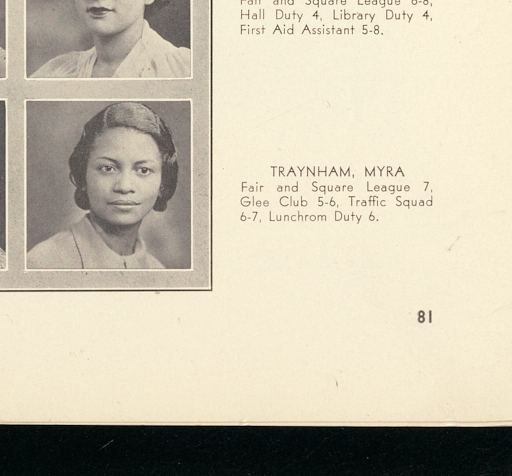 Fair and Square League 6-8,
Hall Duty 4, Library Duty 4,
First Aid Assistant 5-8.
TRAYNHAM, MYRA
Fair and Square League 7,
Glee Club 5-6, Traffic Squad
6-7, Lunchrom Duty 6.
81